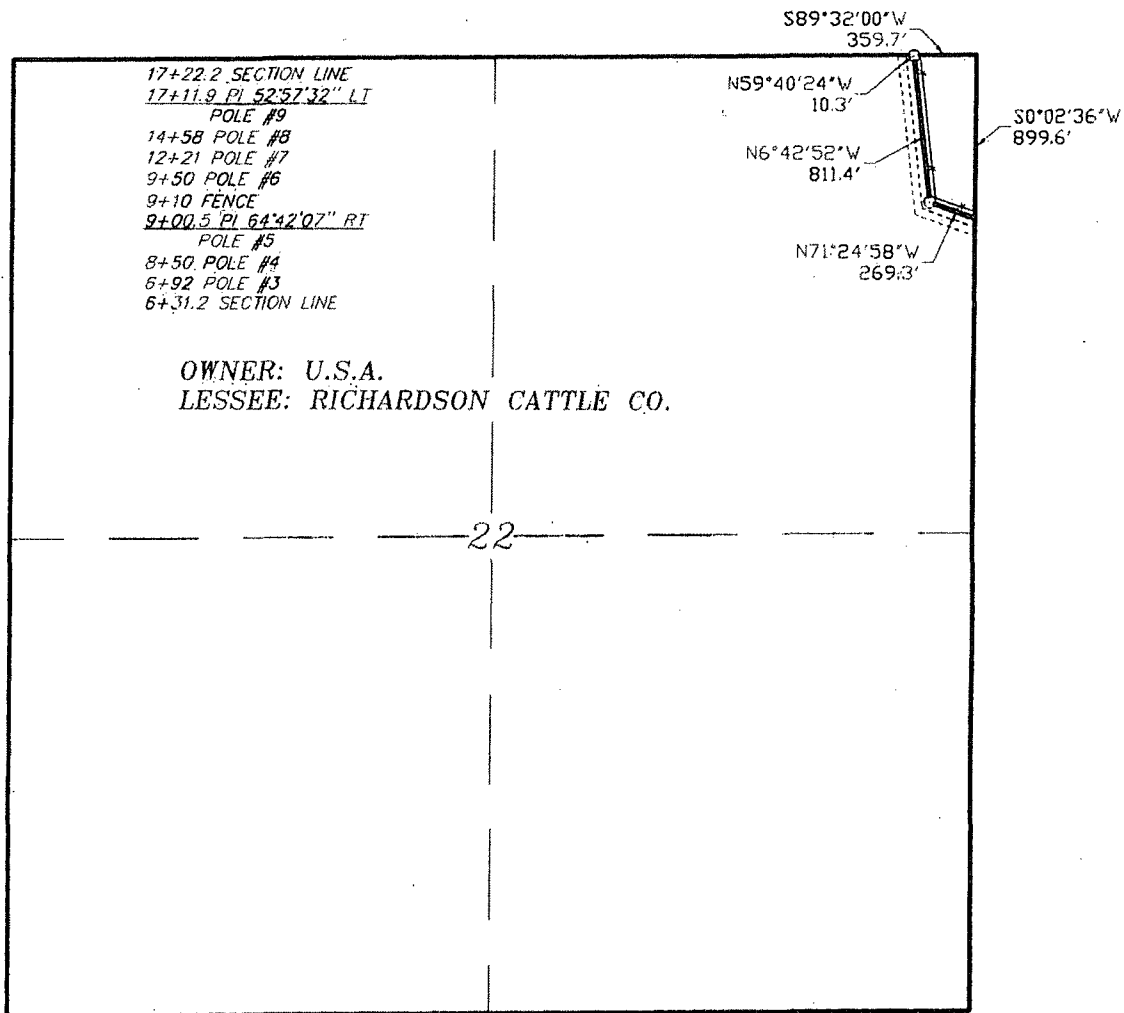 S89°32'00"W
359.7'
17+22.2 SECTION LINE
17+11.9 PI 52°57'32" LT
POLE #9
14+58 POLE #8
12+21 POLE #7
9+50 POLE #6
9+10 FENCE
9+00.5 PI 64°42'07" RT
POLE #5
8+50 POLE #4
6+92 POLE #3
6+31.2 SECTION LINE
N59°40'24"W
10.3'
S0°02'36"W
899.6'
N6°42'52"W
811.4'
N71°24'58"W
269.3'
OWNER: U.S.A.
LESSEE: RICHARDSON CATTLE CO.
22